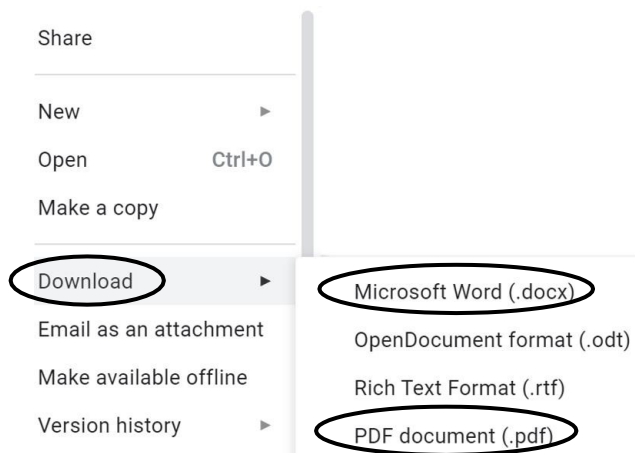 Share
New ►
Open Ctrl+O
Make a copy
Download ►
Email as an attachment
Make available offline
Version history ►
Microsoft Word (.docx)
OpenDocument format (.odt)
Rich Text Format (.rtf)
PDF document (.pdf)